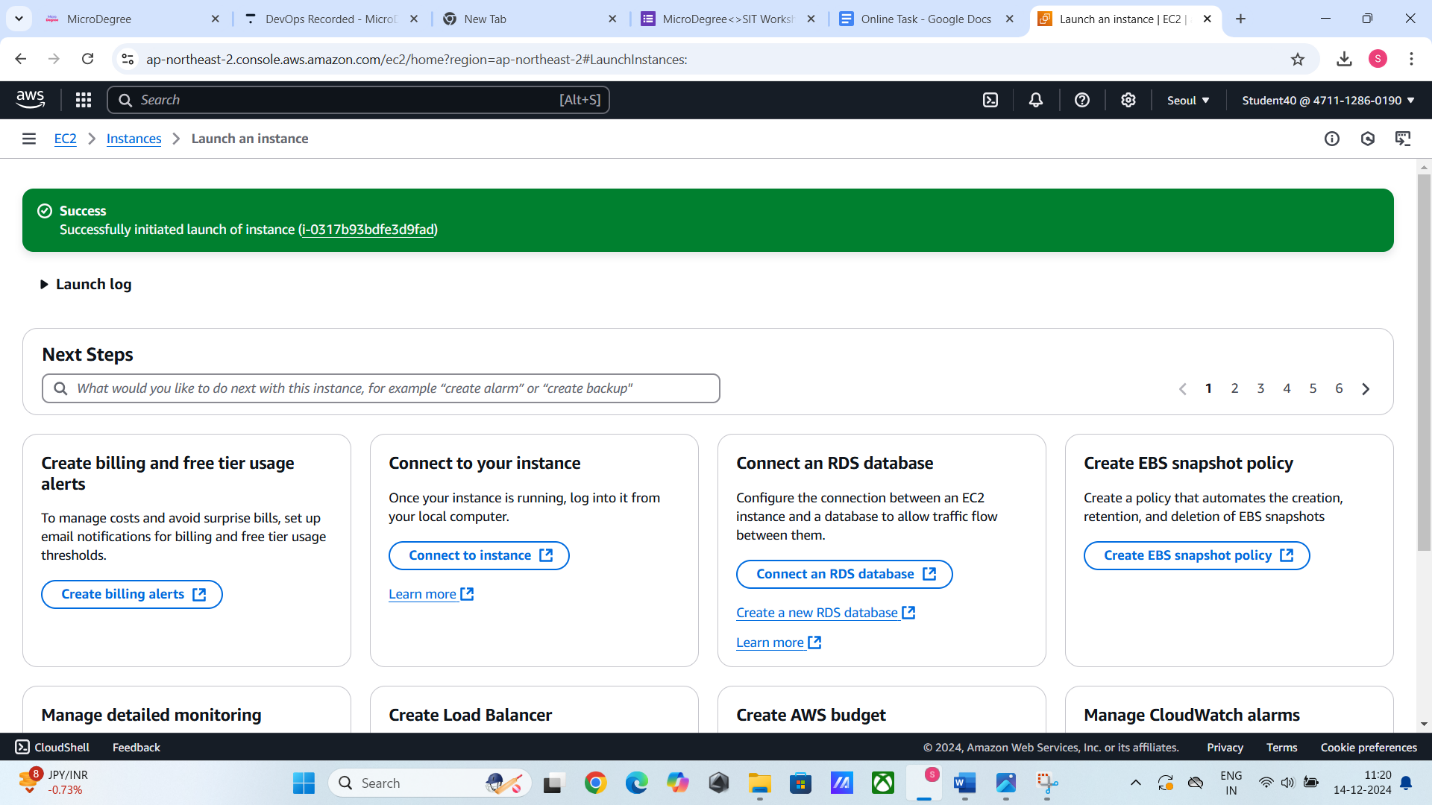 MicroDegree
DevOps Recorded - MicroD
New Tab
MicroDegree<>SIT Worksh
Online Task - Google Docs
Launch an instance | EC2 |
ap-northeast-2.console.aws.amazon.com/ec2/home?region=ap-northeast-2#LaunchInstances:
S
aws
Search
[Alt+S]
Seoul
Student40 @ 4711-1286-0190
EC2
Instances
Launch an instance
Success
Successfully initiated launch of instance (i-0317b93bdfe3d9fad)
Launch log
Next Steps
What would you like to do next with this instance, for example “create alarm” or “create backup”
1 2 3 4 5 6
Create billing and free tier usage
alerts
To manage costs and avoid surprise bills, set up
email notifications for billing and free tier usage
thresholds.
Create billing alerts
Connect to your instance
Once your instance is running, log into it from
your local computer.
Connect to instance
Learn more
Connect an RDS database
Configure the connection between an EC2
instance and a database to allow traffic flow
between them.
Connect an RDS database
Create a new RDS database
Learn more
Create EBS snapshot policy
Create a policy that automates the creation,
retention, and deletion of EBS snapshots
Create EBS snapshot policy
Manage detailed monitoring
Create Load Balancer
Create AWS budget
Manage CloudWatch alarms
CloudShell
Feedback
© 2024, Amazon Web Services, Inc. or its affiliates.
Privacy
Terms
Cookie preferences
8
JPY/INR
-0.73%
Search
S
ENG
IN
11:20
14-12-2024